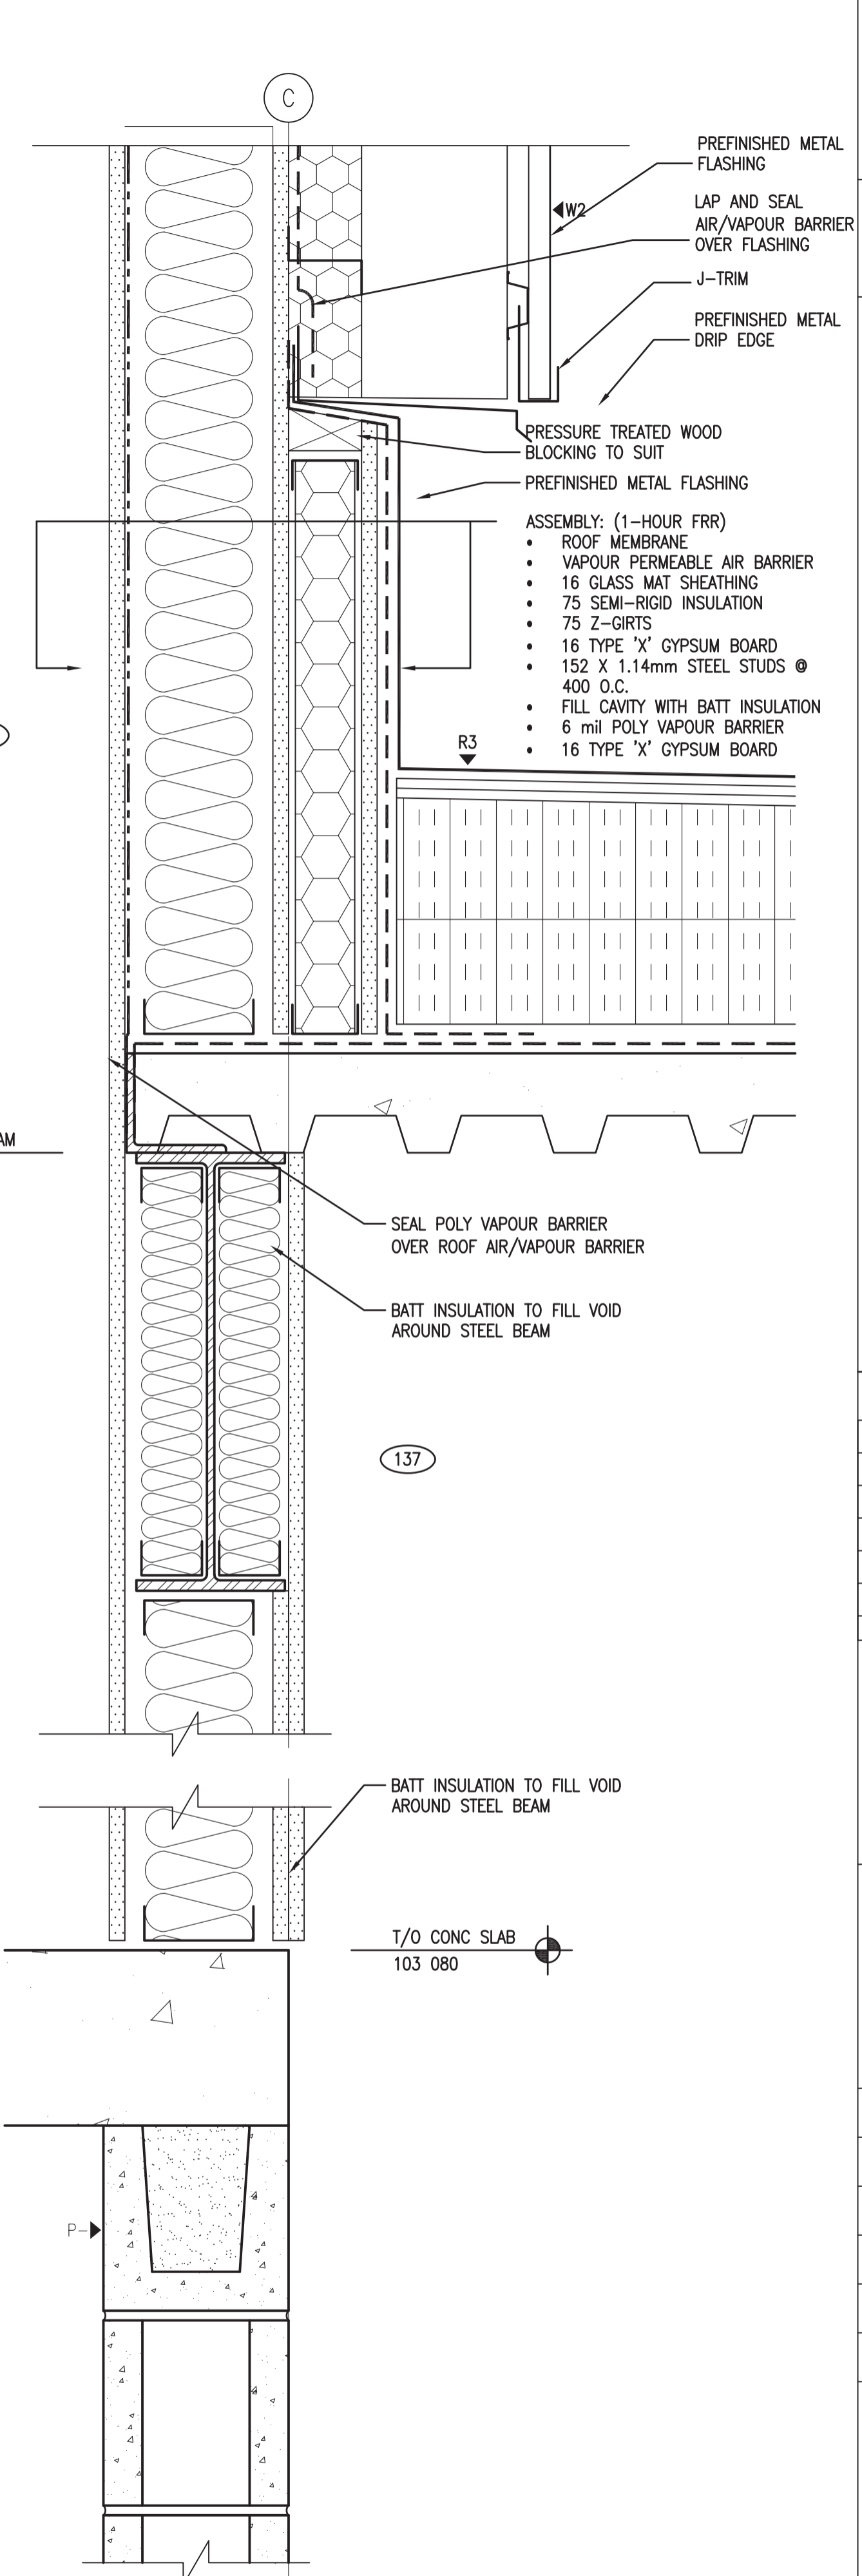 C
PREFINISHED METAL
FLASHING
W2
LAP AND SEAL
AIR/VAPOUR BARRIER
OVER FLASHING
J-TRIM
PREFINISHED METAL
DRIP EDGE
PRESSURE TREATED WOOD
BLOCKING TO SUIT
PREFINISHED METAL FLASHING
ASSEMBLY: (1-HOUR FRR)
• ROOF MEMBRANE
• VAPOUR PERMEABLE AIR BARRIER
• 16 GLASS MAT SHEATHING
• 75 SEMI-RIGID INSULATION
• 75 Z-GIRTS
• 16 TYPE 'X' GYPSUM BOARD
• 152 X 1.14mm STEEL STUDS @
400 O.C.
• FILL CAVITY WITH BATT INSULATION
• 6 mil POLY VAPOUR BARRIER
• 16 TYPE 'X' GYPSUM BOARD
R3
AM
SEAL POLY VAPOUR BARRIER
OVER ROOF AIR/VAPOUR BARRIER
BATT INSULATION TO FILL VOID
AROUND STEEL BEAM
137
BATT INSULATION TO FILL VOID
AROUND STEEL BEAM
T/O CONC SLAB
103 080
P-